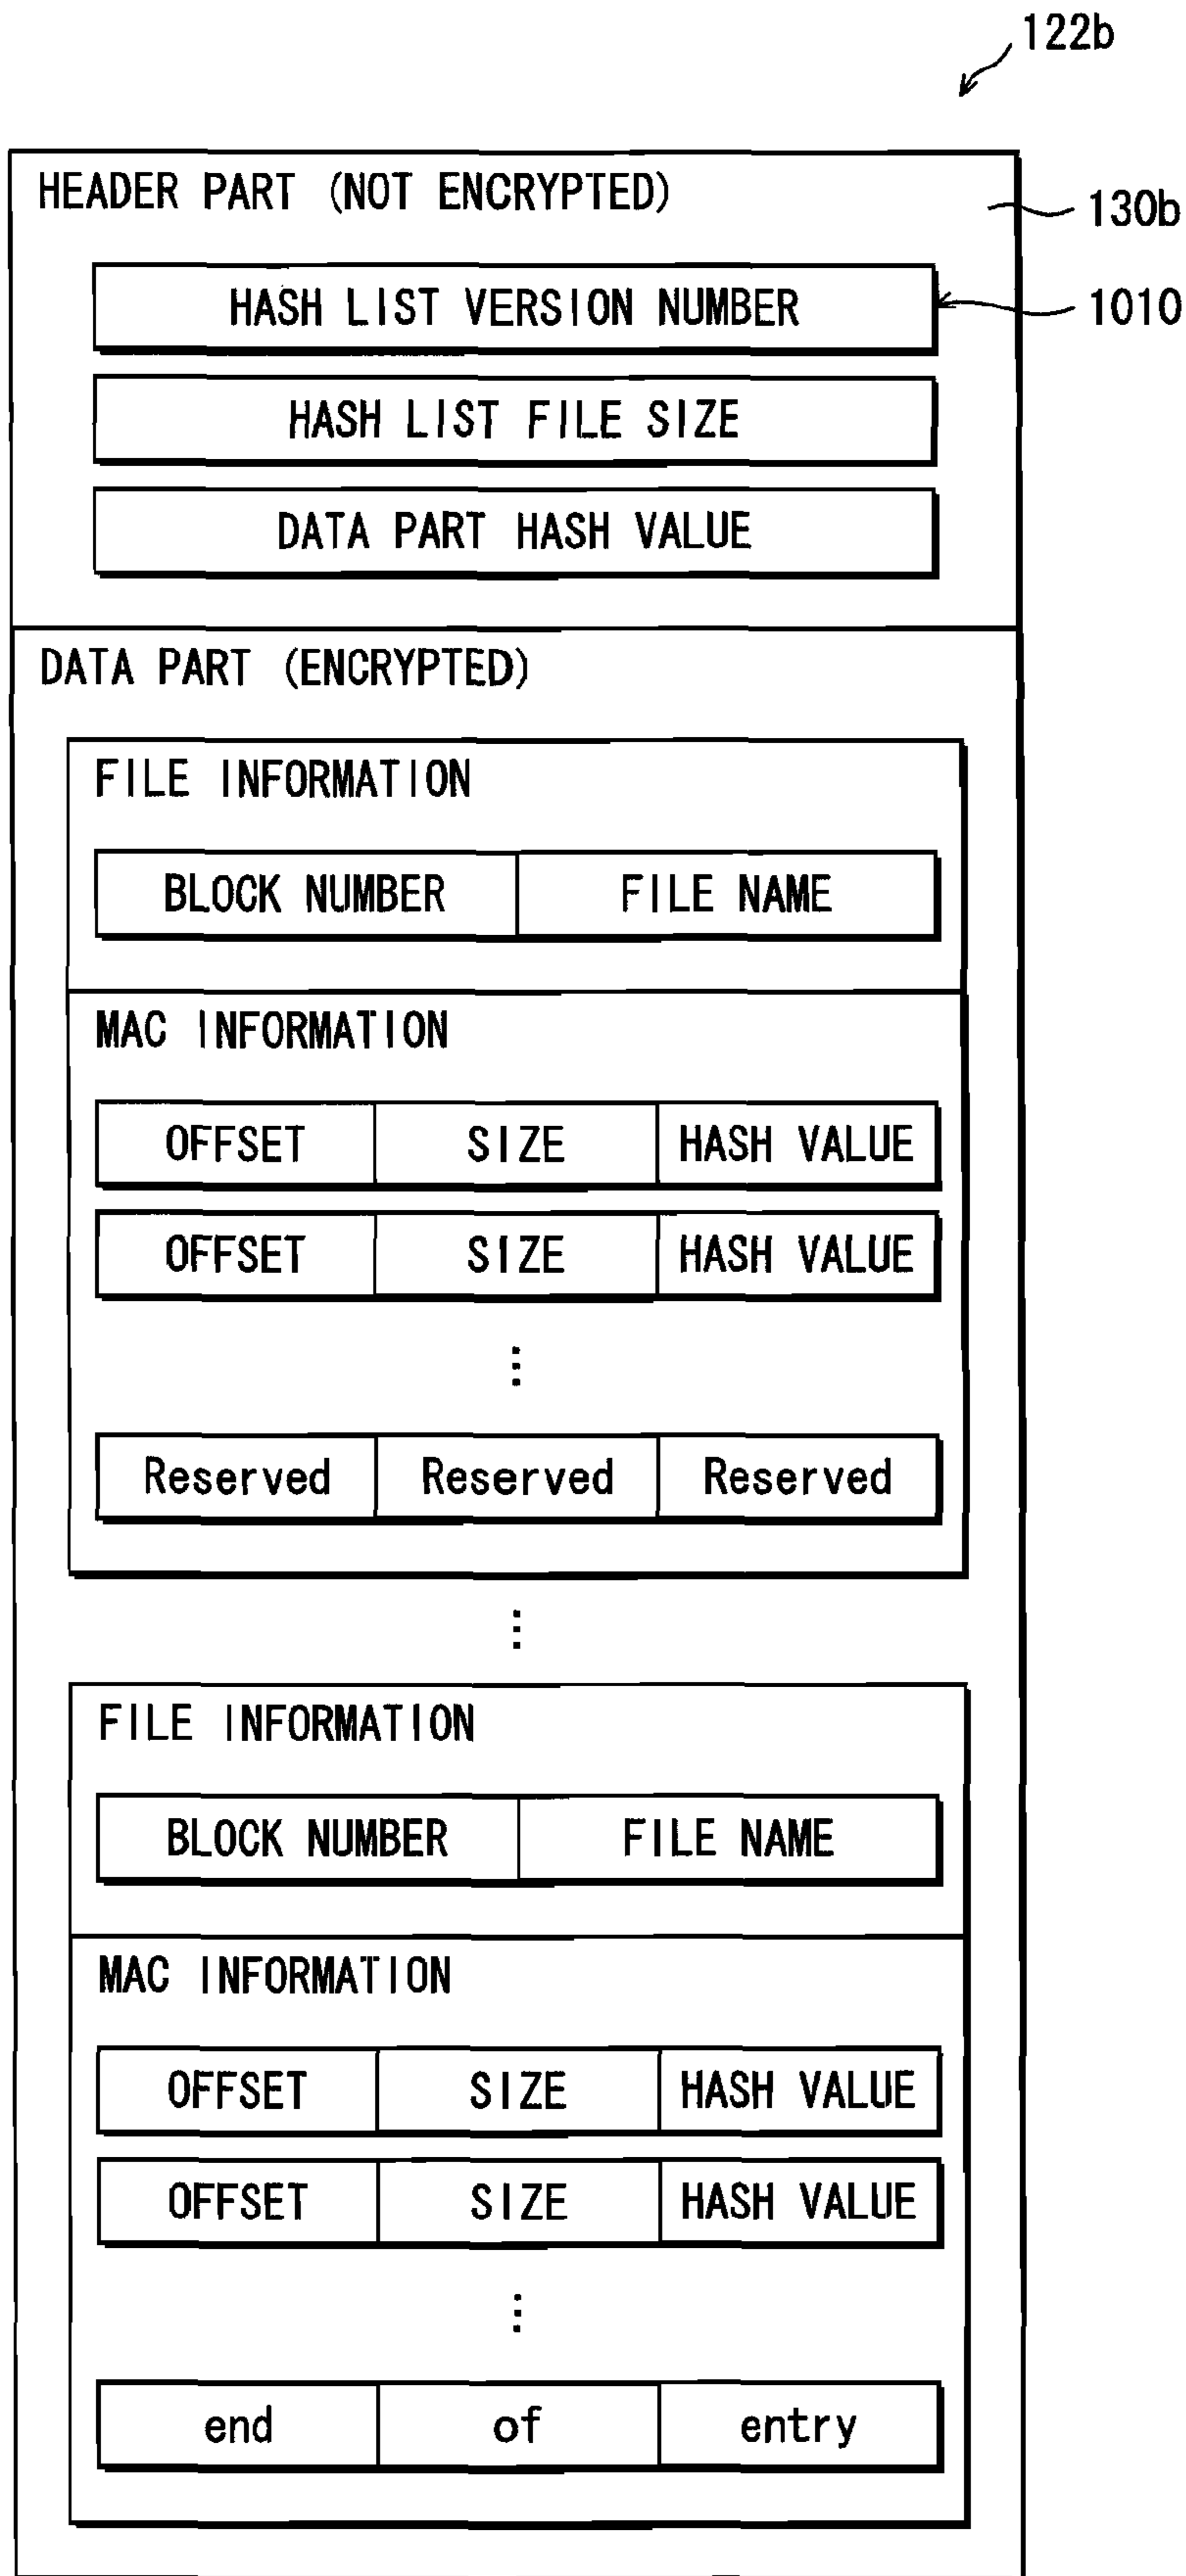 122b
HEADER PART (NOT ENCRYPTED)
130b
HASH LIST VERSION NUMBER
1010
HASH LIST FILE SIZE
DATA PART HASH VALUE
DATA PART (ENCRYPTED)
FILE INFORMATION
BLOCK NUMBER FILE NAME
MAC INFORMATION
OFFSET SIZE HASH VALUE
OFFSET SIZE HASH VALUE
⋮
Reserved Reserved Reserved
⋮
FILE INFORMATION
BLOCK NUMBER FILE NAME
MAC INFORMATION
OFFSET SIZE HASH VALUE
OFFSET SIZE HASH VALUE
⋮
end of entry